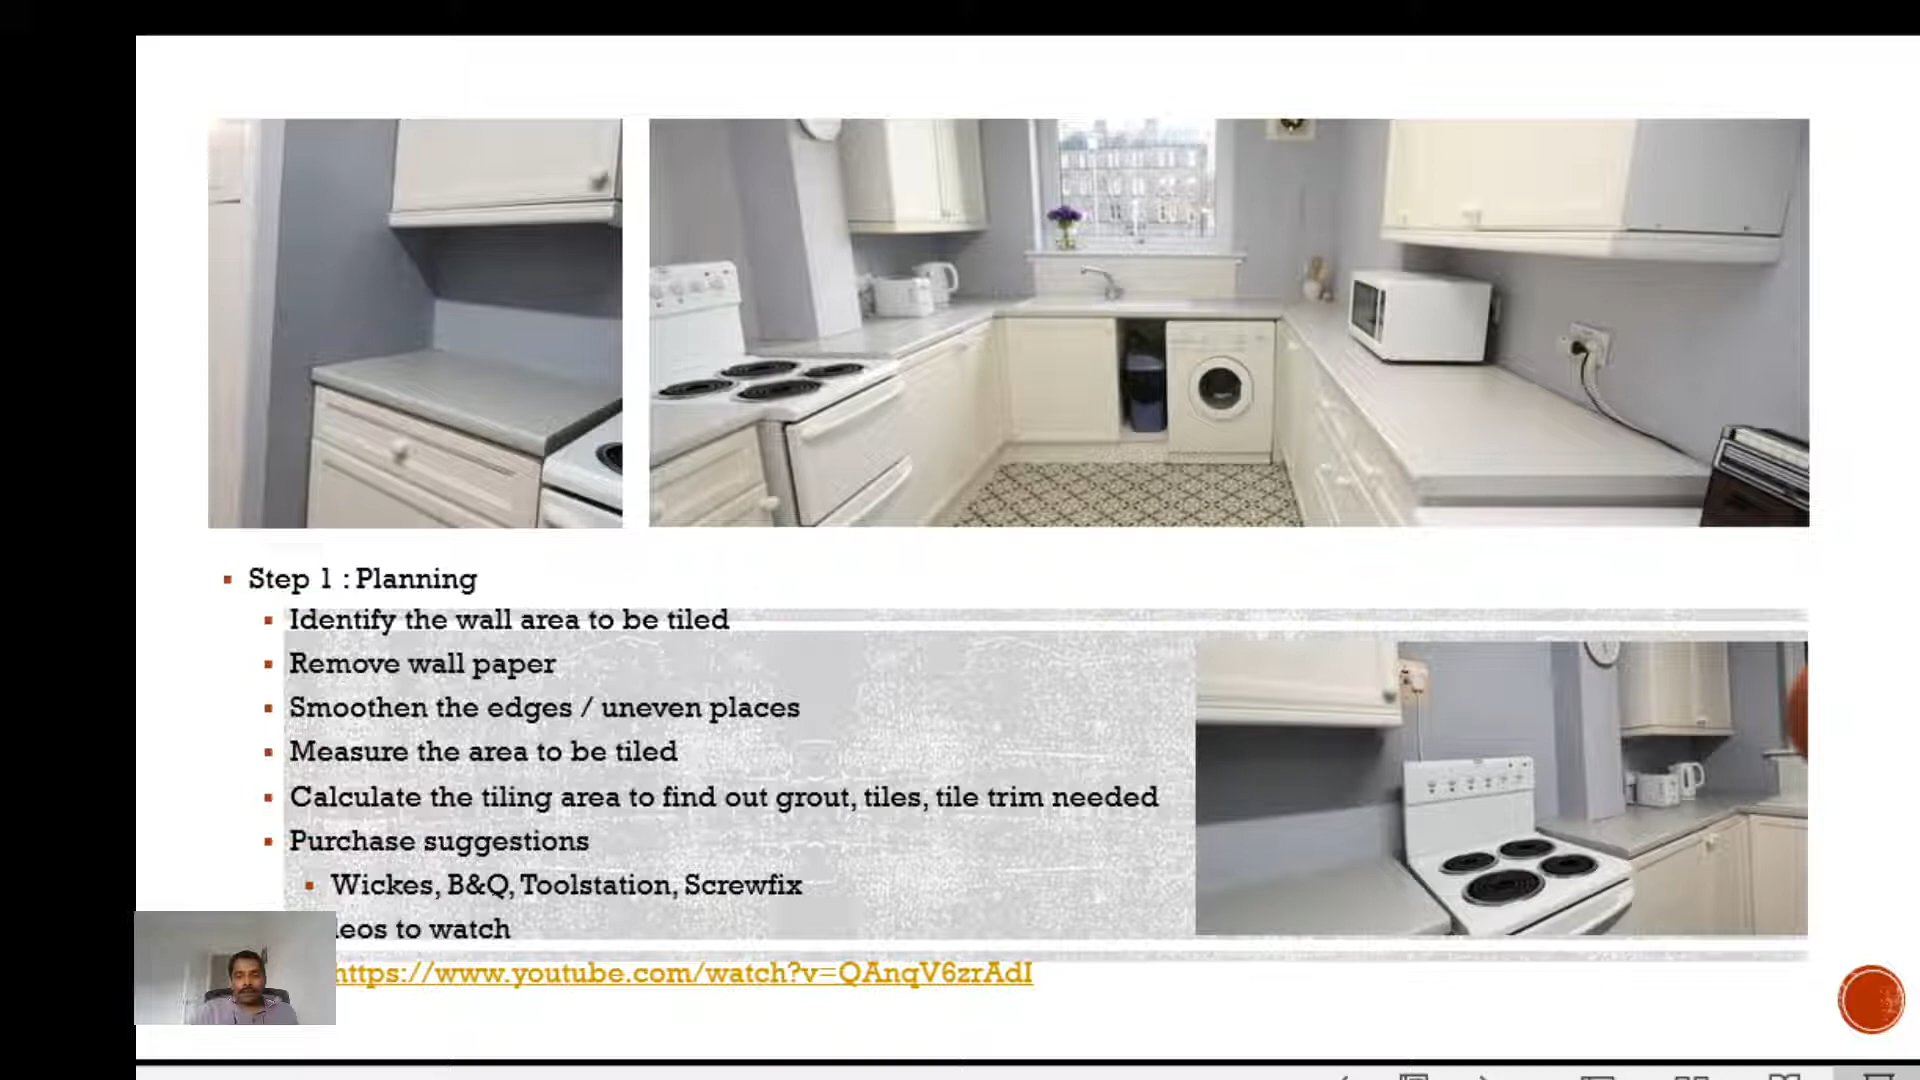 Step 1 : Planning
Identify the wall area to be tiled
Remove wall paper
Smoothen the edges / uneven places
Measure the area to be tiled
Calculate the tiling area to find out grout, tiles, tile trim needed
Purchase suggestions
Wickes, B&Q, Toolstation, Screwfix
to watch
https://www.youtube.com/watch?v=QAnqV6zrAdI